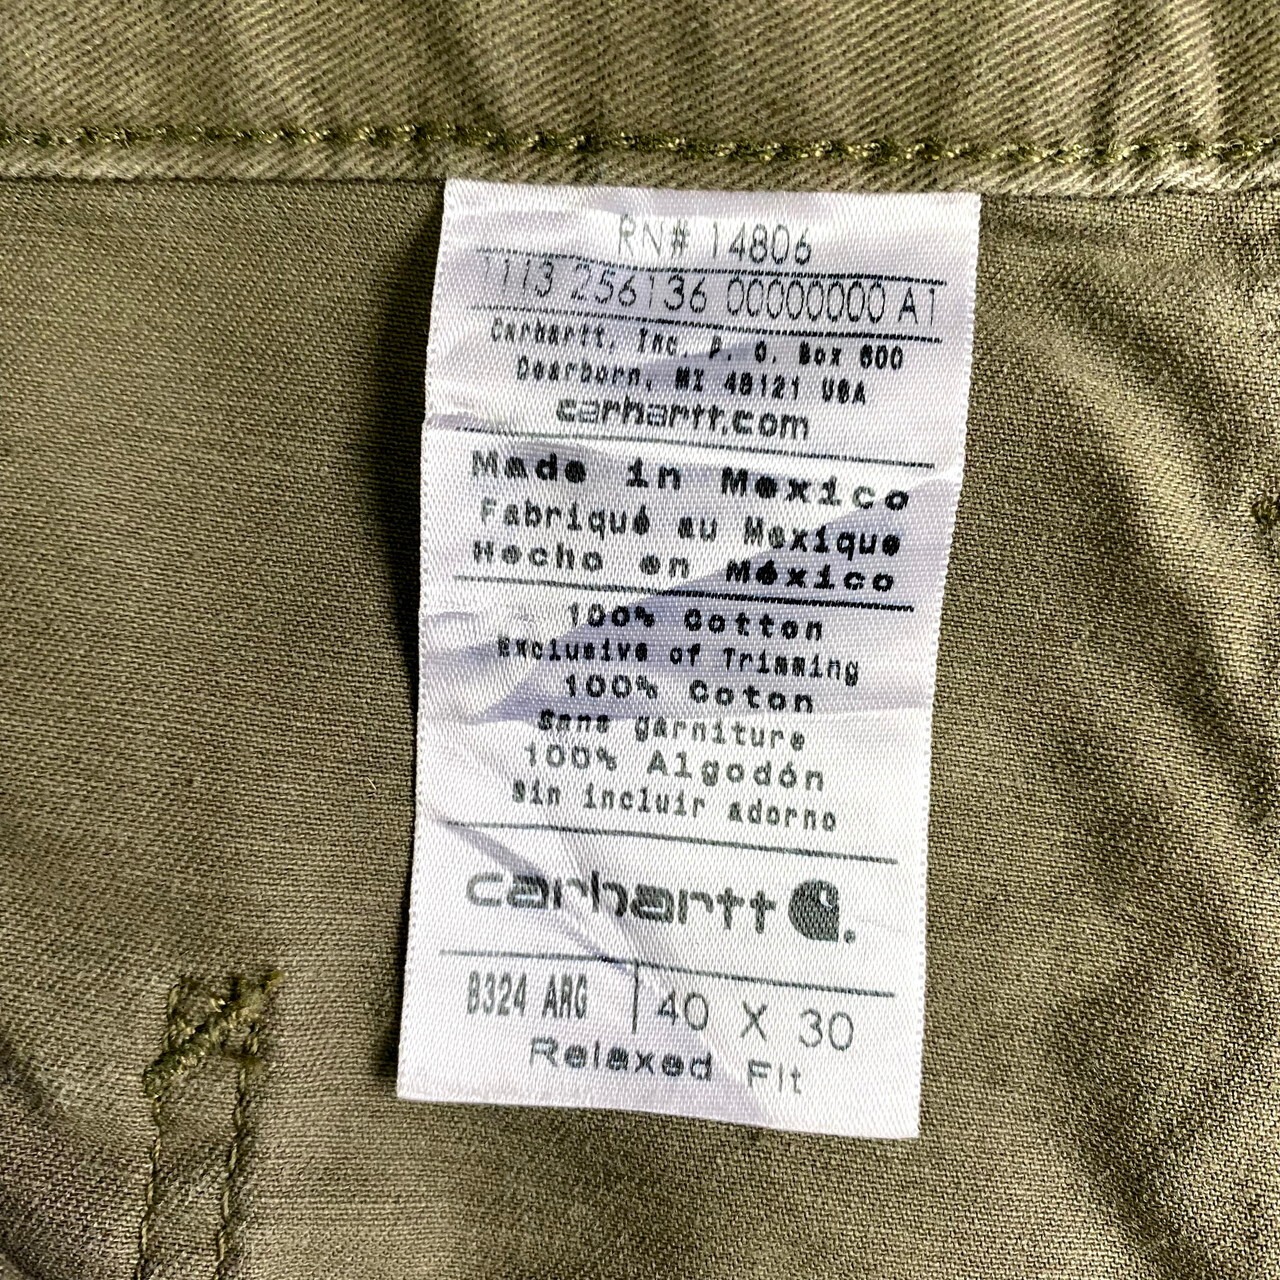 RN# 14806
1113 256136 00000000 A1
Carhartt, Inc. P. O. Box 600
Dearborn, MI 48121 USA
carhartt.com
Made in Mexico
Fabriqué au Mexique
Hecho en México
100% Cotton
Exclusive of Trimming
100% Coton
Sans garniture
100% Algodón
sin incluir adorno
carhartt
B324 ARG 40 X 30
Relaxed Fit